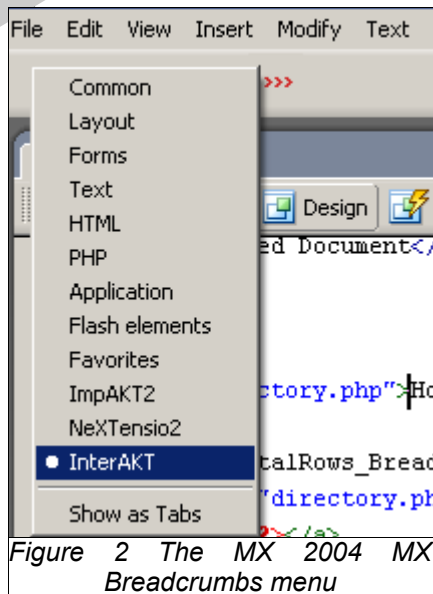 File Edit View Insert Modify Text
>>>
Common
Layout
Forms
Text
Design
HTML
ed Document</
PHP
Application
Flash elements
Favorites
ImpAKT2
ctory.php">Ho
NeXTensio2
InterAKT
talRows_Bread
"directory.ph
Show as Tabs
?></a>
Figure 2 The MX 2004 MX
Breadcrumbs menu